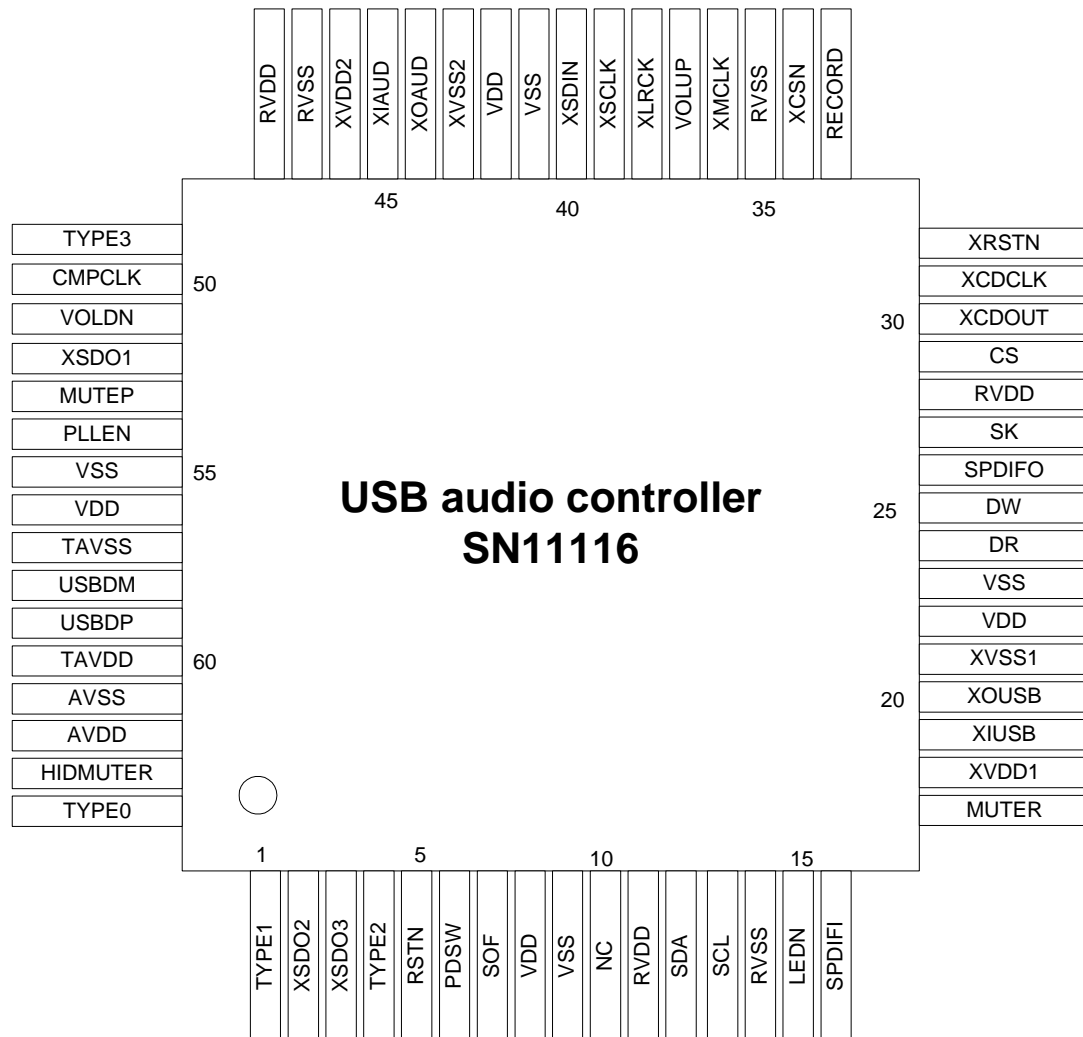 RVDD
RVSS
XVDD2
XIAUD
XOAUD
XVSS2
VDD
VSS
XSDIN
XSCLK
XLRCK
VOLUP
XMCLK
RVSS
XCSN
RECORD
45
40
35
TYPE3
CMPCLK
VOLDN
XSDO1
MUTEP
PLLEN
VSS
VDD
TAVSS
USBDM
USBDP
TAVDD
AVSS
AVDD
HIDMUTER
TYPE0
50
55
60
USB audio controller
SN11116
30
25
20
XRSTN
XCDCLK
XCDOUT
CS
RVDD
SK
SPDIFO
DW
DR
VSS
VDD
XVSS1
XOUSB
XIUSB
XVDD1
MUTER
1
5
10
15
TYPE1
XSDO2
XSDO3
TYPE2
RSTN
PDSW
SOF
VDD
VSS
NC
RVDD
SDA
SCL
RVSS
LEDN
SPDIFI